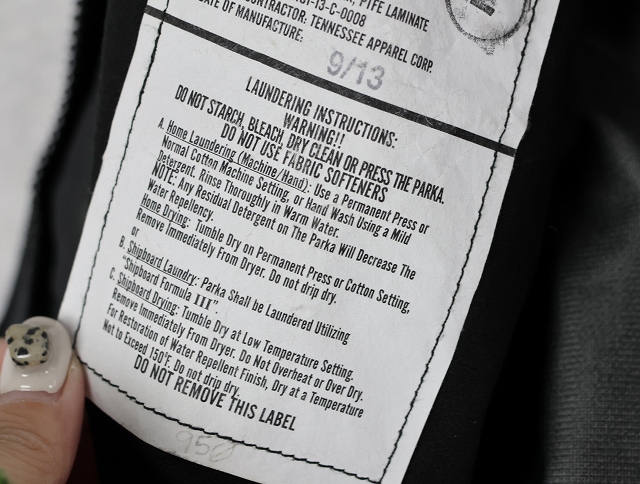 PTFE LAMINATE
-13-C-D008
CONTRACTOR: TENNESSEE APPAREL CORP.
DATE OF MANUFACTURE:
9/13
LAUNDERING INSTRUCTIONS:
WARNING!!
DO NOT STARCH, BLEACH, DRY CLEAN OR PRESS THE PARKA.
DO NOT USE FABRIC SOFTENERS
A. Home Laundering (Machine/Hand): Use a Permanent Press or
Normal Cotton Machine Setting, or Hand Wash Using a Mild
Detergent. Rinse Thoroughly in Warm Water.
NOTE: Any Residual Detergent on The Parka Will Decrease The
Water Repellency.
Home Drying: Tumble Dry on Permanent Press or Cotton Setting,
Remove Immediately From Dryer. Do not drip dry.
or
B. Shipboard Laundry: Parka Shall be Laundered Utilizing
"Shipboard Formula III".
C. Shipboard Drying: Tumble Dry at Low Temperature Setting.
Remove Immediately From Dryer. Do Not Overheat or Over Dry.
For Restoration of Water Repellent Finish, Dry at a Temperature
Not to Exceed 150°F. Do not drip dry.
DO NOT REMOVE THIS LABEL
950